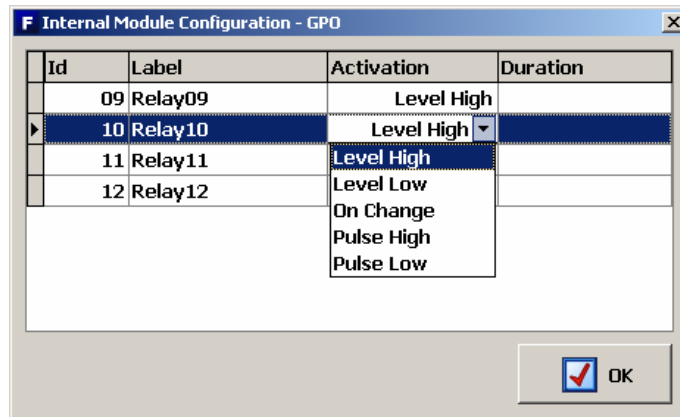 F Internal Module Configuration - GPO
Id Label Activation Duration
09 Relay09 Level High
10 Relay10 Level High
11 Relay11 Level High
12 Relay12 Level Low
On Change
Pulse High
Pulse Low
OK